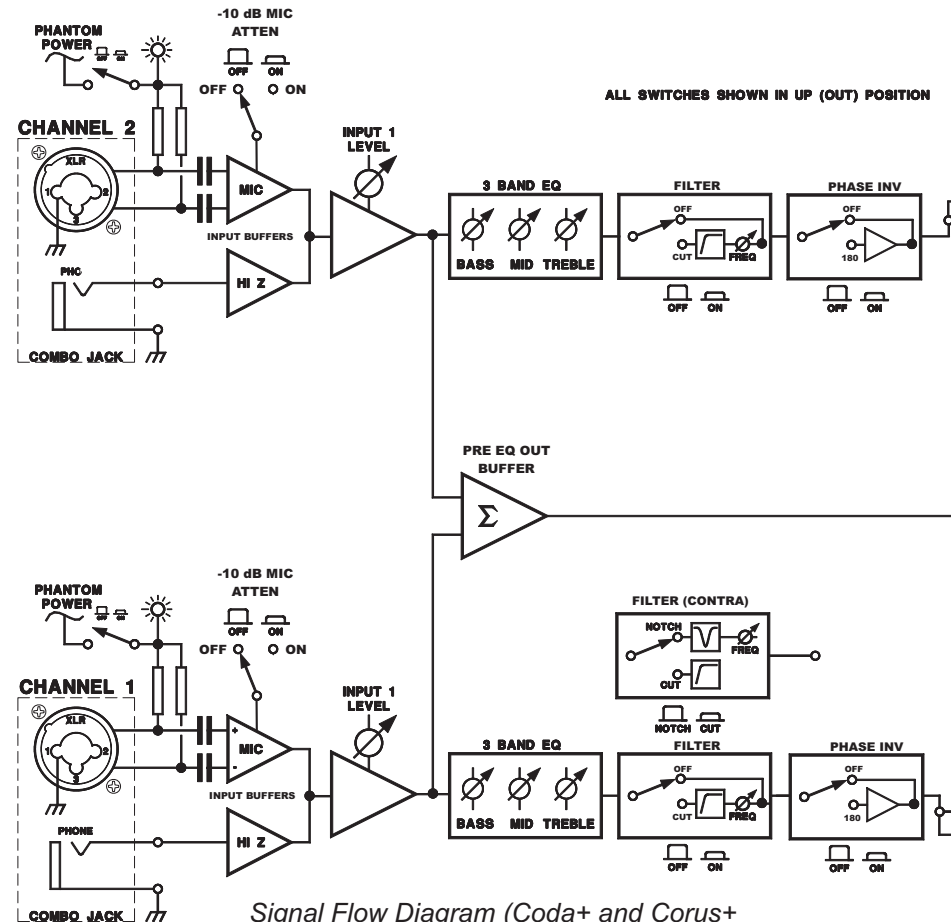 -10 dB MIC
ATTEN
PHANTOM
POWER
OFF ON
OFF ON
OFF ON
ALL SWITCHES SHOWN IN UP (OUT) POSITION
CHANNEL 2
XLR
1 2
3
MIC
INPUT 1
LEVEL
INPUT BUFFERS
PHC
HI Z
COMBO JACK
3 BAND EQ
BASS MID TREBLE
FILTER
OFF
CUT FREQ
OFF ON
PHASE INV
OFF
180
OFF ON
PRE EQ OUT
BUFFER
Σ
-10 dB MIC
ATTEN
PHANTOM
POWER
OFF ON
OFF ON
OFF ON
CHANNEL 1
XLR
1 2
3
+
MIC
-
INPUT 1
LEVEL
INPUT BUFFERS
PHONE
HI Z
COMBO JACK
FILTER (CONTRA)
NOTCH
FREQ
CUT
NOTCH CUT
3 BAND EQ
BASS MID TREBLE
FILTER
OFF
CUT FREQ
OFF ON
PHASE INV
OFF
180
OFF ON
Signal Flow Diagram (Coda+ and Corus+